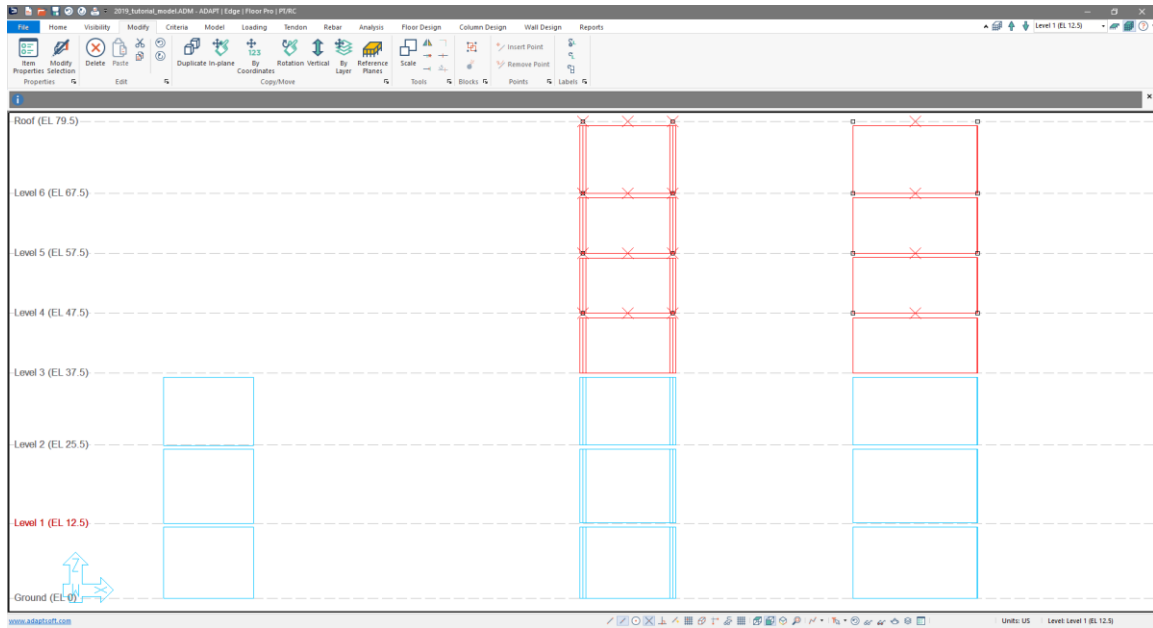 2019_tutorial_model.ADM - ADAPT | Edge | Floor Pro | PT/RC
File Home Visibility Modify Criteria Model Loading Tendon Rebar Analysis Floor Design Column Design Wall Design Reports
Level 1 (EL 12.5)
Item Properties
Modify Selection
Delete
Paste
Duplicate
In-plane
By Coordinates
Rotation
Vertical
By Layer
Reference Planes
Scale
Insert Point
Remove Point
Properties Edit Copy/Move Tools Blocks Points Labels
Roof (EL 79.5)
Level 6 (EL 67.5)
Level 5 (EL 57.5)
Level 4 (EL 47.5)
Level 3 (EL 37.5)
Level 2 (EL 25.5)
Level 1 (EL 12.5)
Z
W X
Ground (EL 0)
www.adaptsoft.com
Units: US Level: Level 1 (EL 12.5)